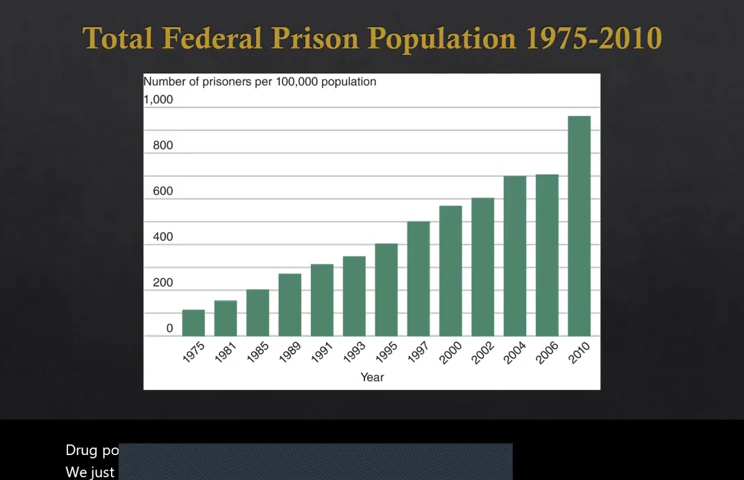 Total Federal Prison Population 1975-2010
Number of prisoners per 100,000 population
1,000
800
600
400
200
0
1975 1981 1985 1989 1991 1993 1995 1997 2000 2002 2004 2006 2010
Year
Drug
We just